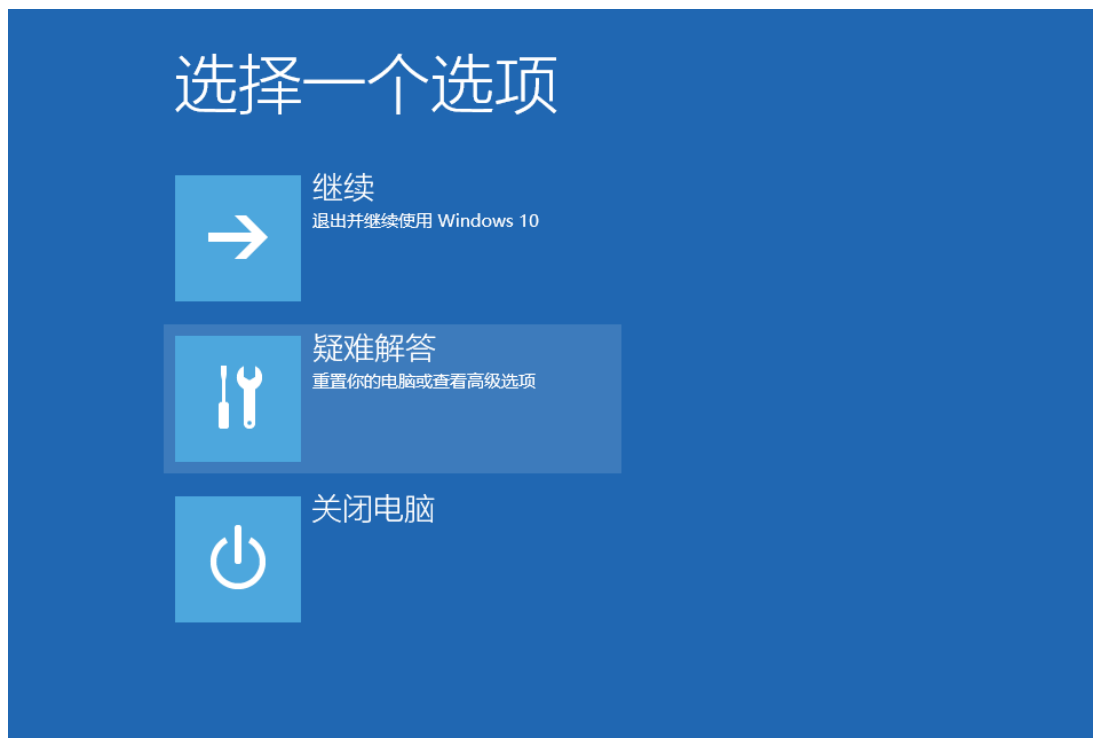 选择一个选项
继续
退出并继续使用 Windows 10
疑难解答
重置你的电脑或查看高级选项
关闭电脑